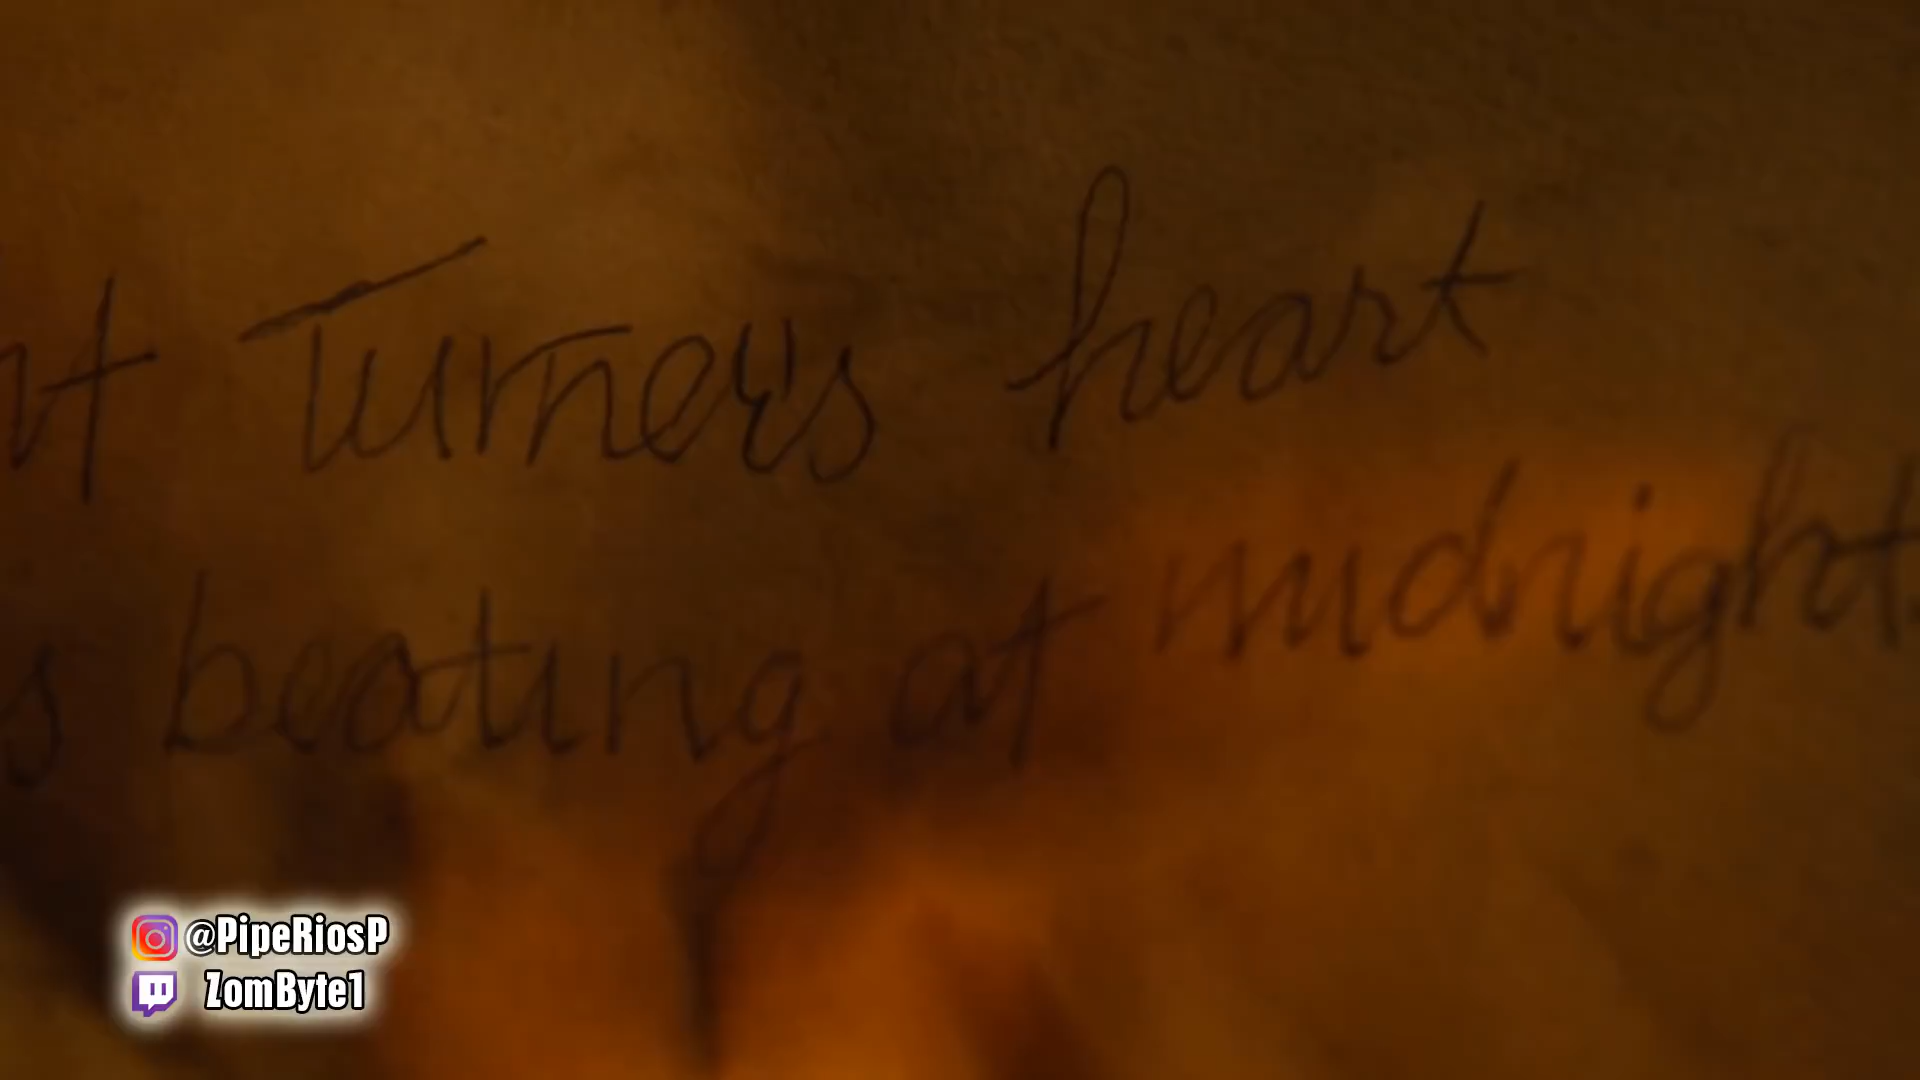 Turner's heart
beating at midnight.
@PipeRiosP
ZomByte1